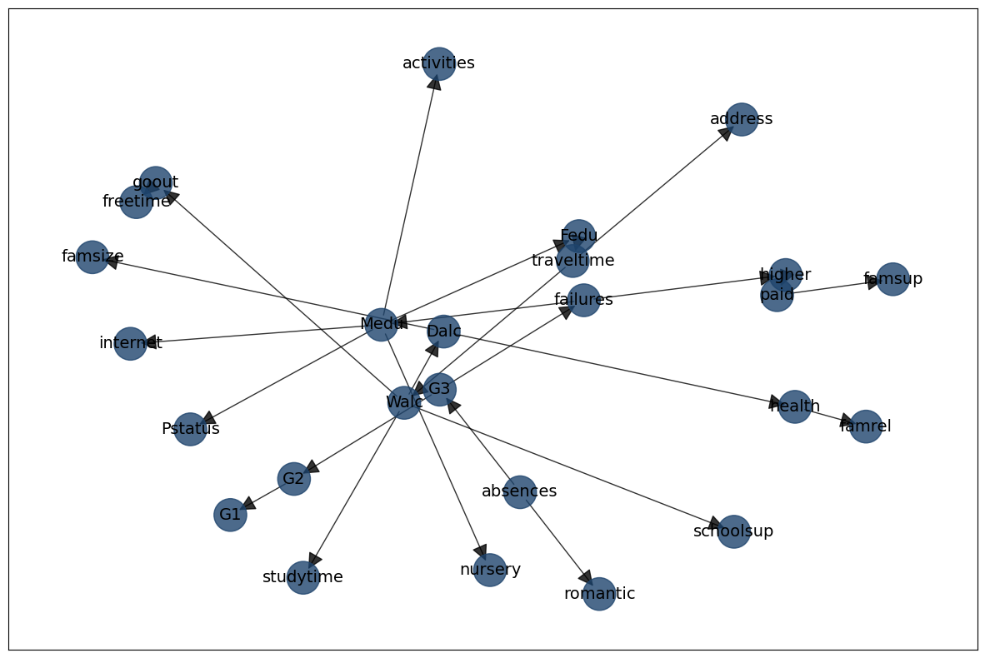 activities
address
goout
freetime
Fedu
famsize
traveltime
higher
famsup
paid
failures
Medu
Dalc
internet
G3
Walc
health
famrel
Pstatus
G2
absences
G1
schoolsup
nursery
studytime
romantic